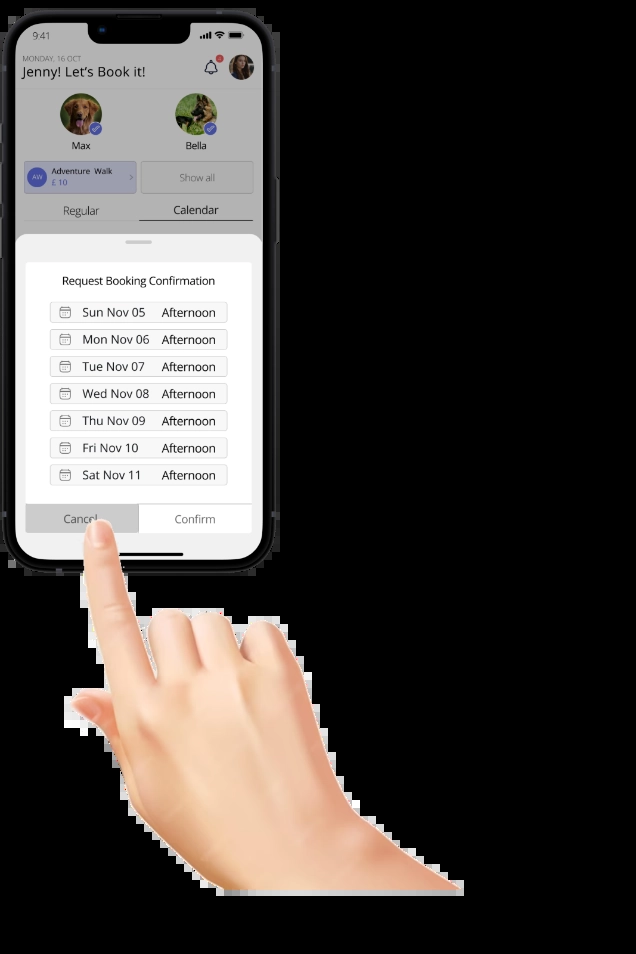 9:41
MONDAY, 16 OCT
Jenny! Let's Book it!
Max
Bella
AW
Adventure Walk
£ 10
Show all
Regular
Calendar
Request Booking Confirmation
Sun Nov 05 Afternoon
Mon Nov 06 Afternoon
Tue Nov 07 Afternoon
Wed Nov 08 Afternoon
Thu Nov 09 Afternoon
Fri Nov 10 Afternoon
Sat Nov 11 Afternoon
Cancel
Confirm